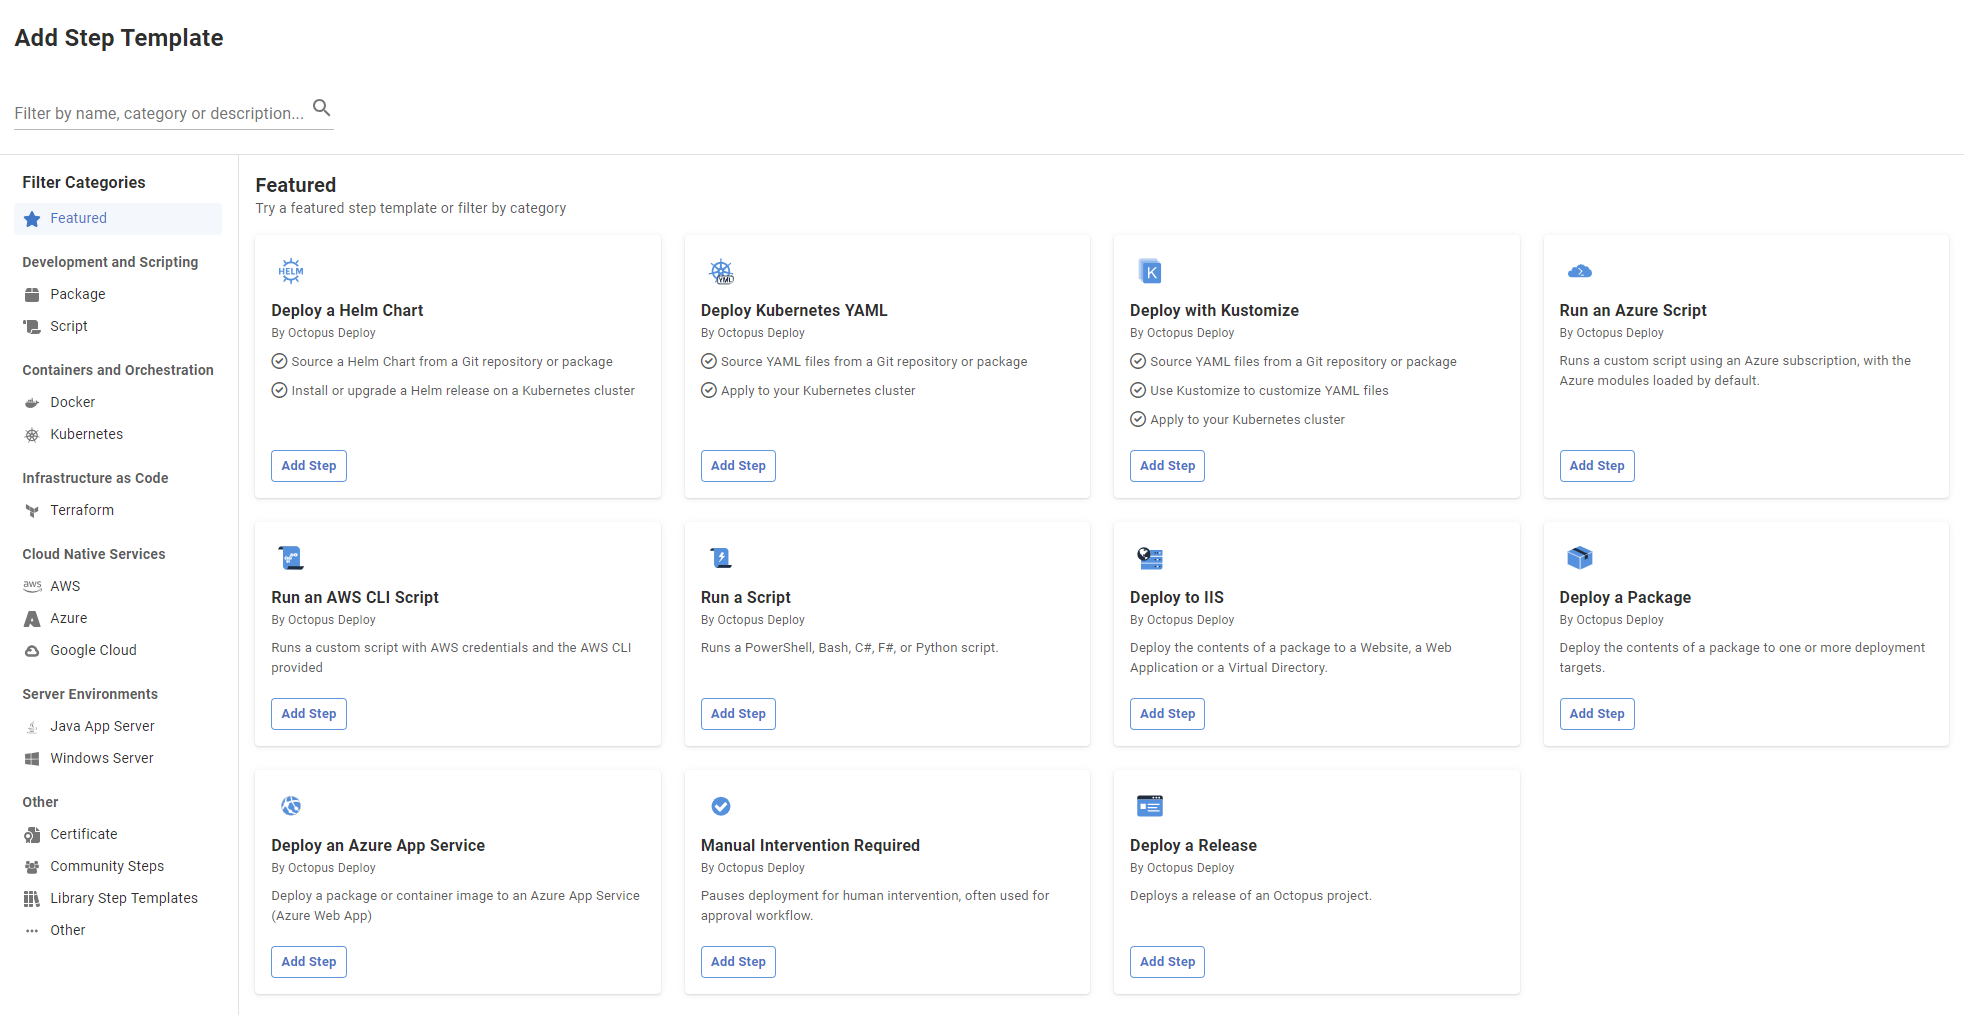 Add Step Template
Filter by name, category or description...
Filter Categories
Featured
Development and Scripting
Package
Script
Containers and Orchestration
Docker
Kubernetes
Infrastructure as Code
Terraform
Cloud Native Services
aws AWS
Azure
Google Cloud
Server Environments
Java App Server
Windows Server
Other
Certificate
Community Steps
Library Step Templates
Other
Featured
Try a featured step template or filter by category
HELM
Deploy a Helm Chart
By Octopus Deploy
Source a Helm Chart from a Git repository or package
Install or upgrade a Helm release on a Kubernetes cluster
Add Step
YML
Deploy Kubernetes YAML
By Octopus Deploy
Source YAML files from a Git repository or package
Apply to your Kubernetes cluster
Add Step
K
Deploy with Kustomize
By Octopus Deploy
Source YAML files from a Git repository or package
Use Kustomize to customize YAML files
Apply to your Kubernetes cluster
Add Step
Run an Azure Script
By Octopus Deploy
Runs a custom script using an Azure subscription, with the
Azure modules loaded by default.
Add Step
Run an AWS CLI Script
By Octopus Deploy
Runs a custom script with AWS credentials and the AWS CLI
provided
Add Step
Run a Script
By Octopus Deploy
Runs a PowerShell, Bash, C#, F#, or Python script.
Add Step
Deploy to IIS
By Octopus Deploy
Deploy the contents of a package to a Website, a Web
Application or a Virtual Directory.
Add Step
Deploy a Package
By Octopus Deploy
Deploy the contents of a package to one or more deployment
targets.
Add Step
Deploy an Azure App Service
By Octopus Deploy
Deploy a package or container image to an Azure App Service
(Azure Web App)
Add Step
Manual Intervention Required
By Octopus Deploy
Pauses deployment for human intervention, often used for
approval workflow.
Add Step
Deploy a Release
By Octopus Deploy
Deploys a release of an Octopus project.
Add Step